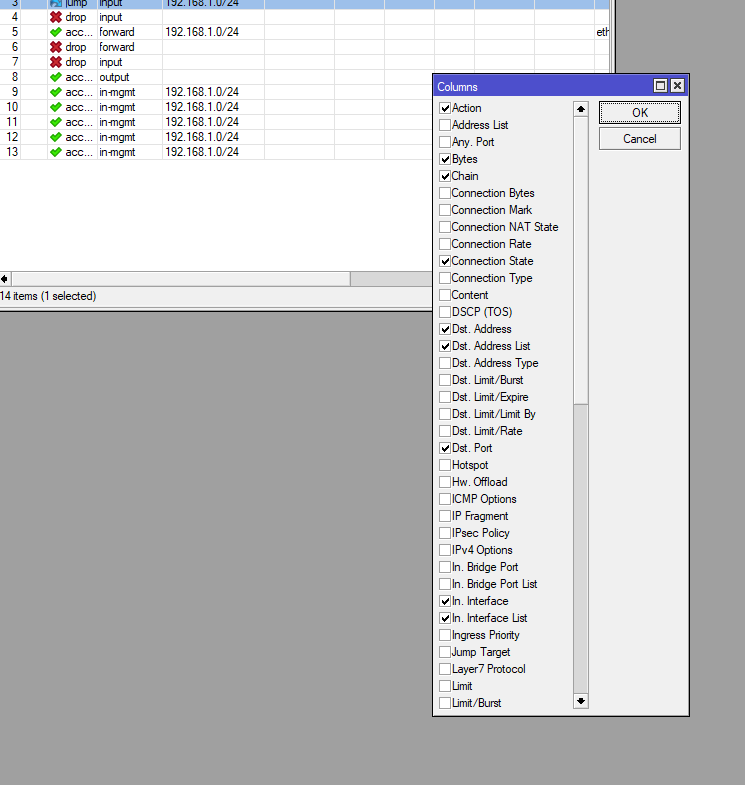 3 jump input 192.168.1.0/24
4 drop input
5 acc... forward 192.168.1.0/24 eth
6 drop forward
7 drop input
8 acc... output
9 acc... in-mgmt 192.168.1.0/24
10 acc... in-mgmt 192.168.1.0/24
11 acc... in-mgmt 192.168.1.0/24
12 acc... in-mgmt 192.168.1.0/24
13 acc... in-mgmt 192.168.1.0/24
14 items (1 selected)
Columns
Action
Address List
Any. Port
Bytes
Chain
Connection Bytes
Connection Mark
Connection NAT State
Connection Rate
Connection State
Connection Type
Content
DSCP (TOS)
Dst. Address
Dst. Address List
Dst. Address Type
Dst. Limit/Burst
Dst. Limit/Expire
Dst. Limit/Limit By
Dst. Limit/Rate
Dst. Port
Hotspot
Hw. Offload
ICMP Options
IP Fragment
IPsec Policy
IPv4 Options
In. Bridge Port
In. Bridge Port List
In. Interface
In. Interface List
Ingress Priority
Jump Target
Layer7 Protocol
Limit
Limit/Burst
OK
Cancel